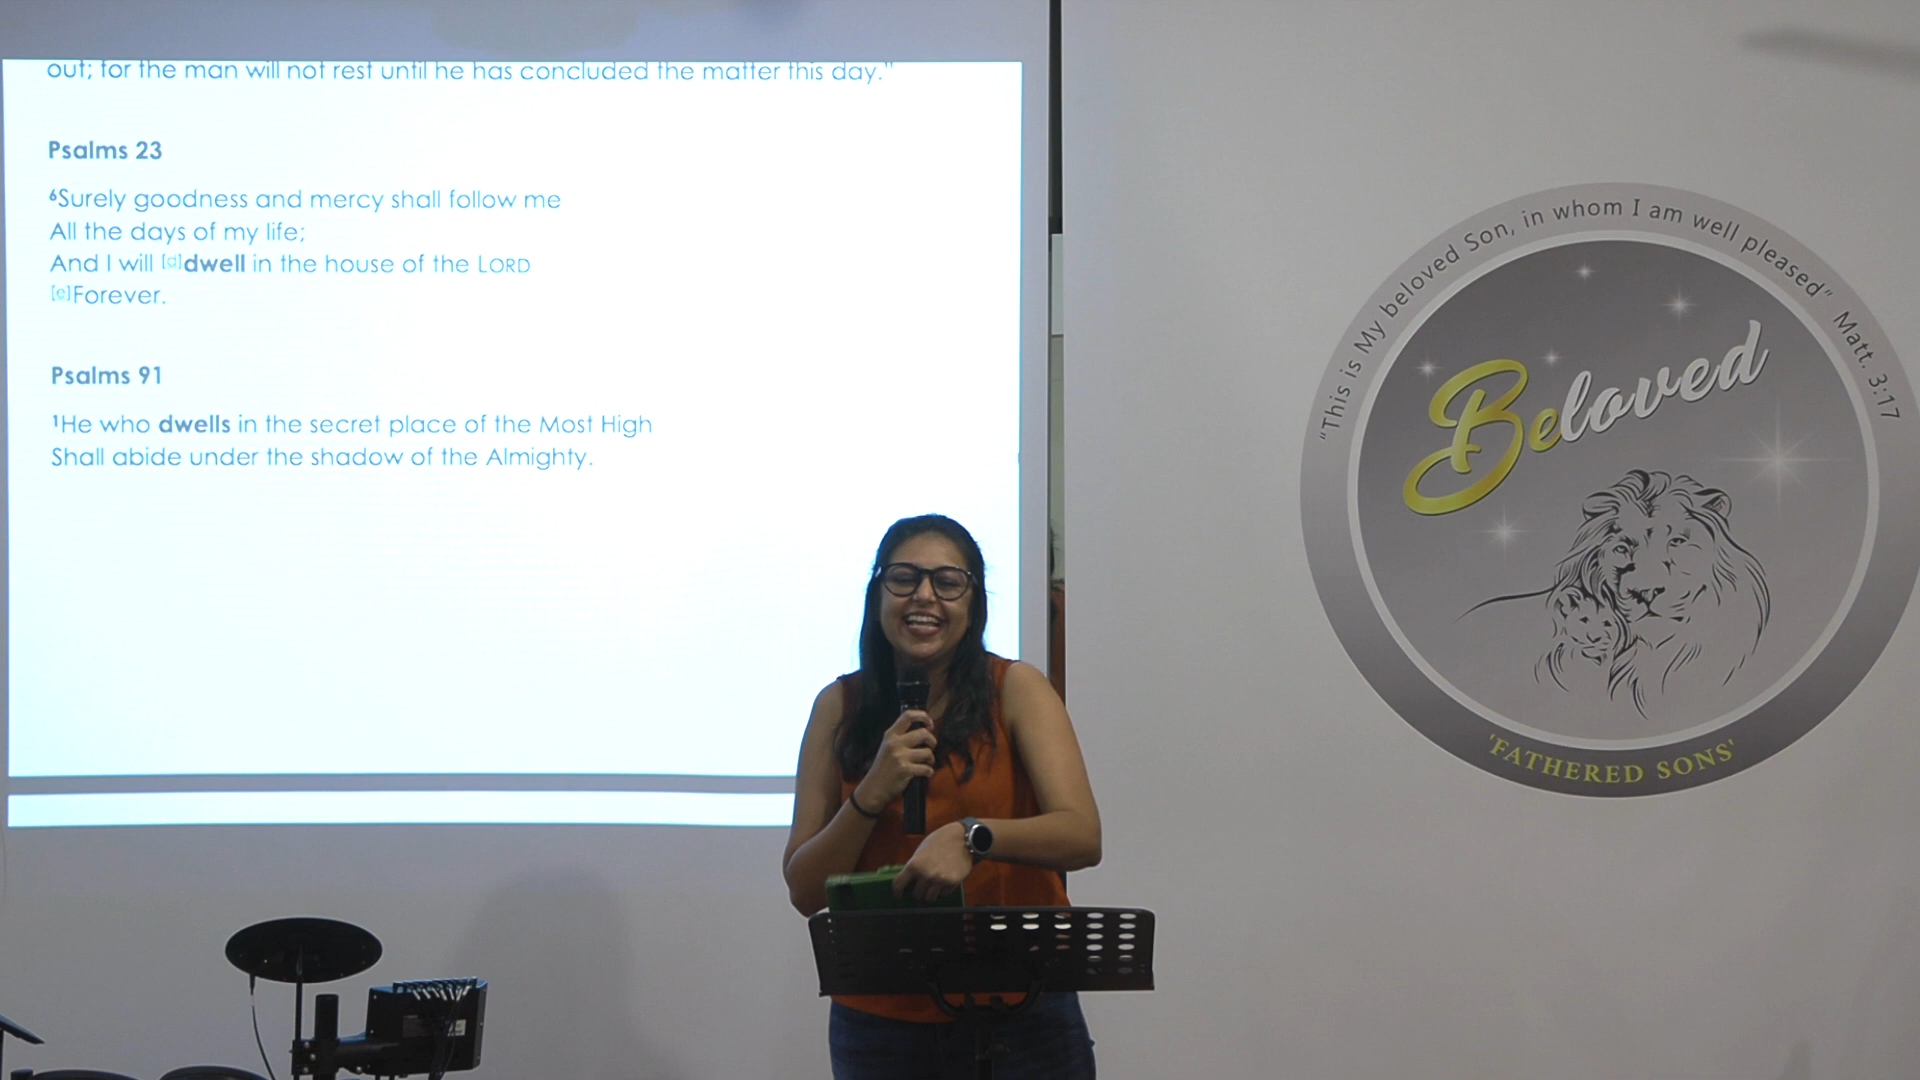 out; for the man will not rest until he has concluded the matter this day."
Psalms 23
⁶Surely goodness and mercy shall follow me
All the days of my life;
And I will [d]dwell in the house of the LORD
[e]Forever.
Psalms 91
¹He who dwells in the secret place of the Most High
Shall abide under the shadow of the Almighty.
"This is My beloved Son, in whom I am well pleased" Matt. 3:17
Beloved
'FATHERED SONS'